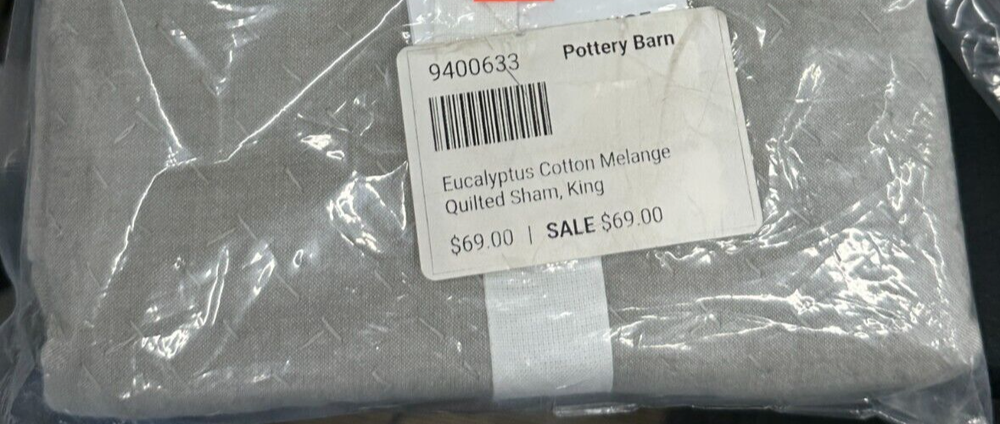 9400633 Pottery Barn
Eucalyptus Cotton Melange
Quilted Sham, King
$69.00 | SALE $69.00